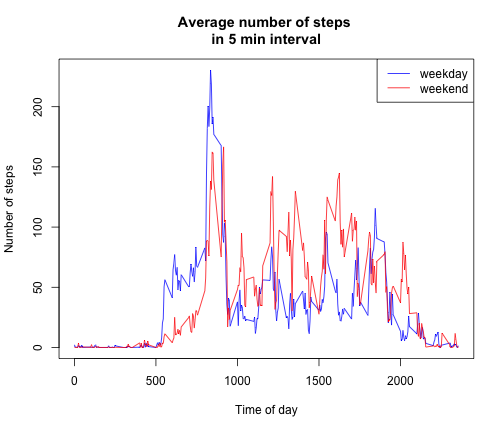 Average number of steps
in 5 min interval
weekday
weekend
Number of steps
200
150
100
50
0
0
500
1000
1500
2000
Time of day